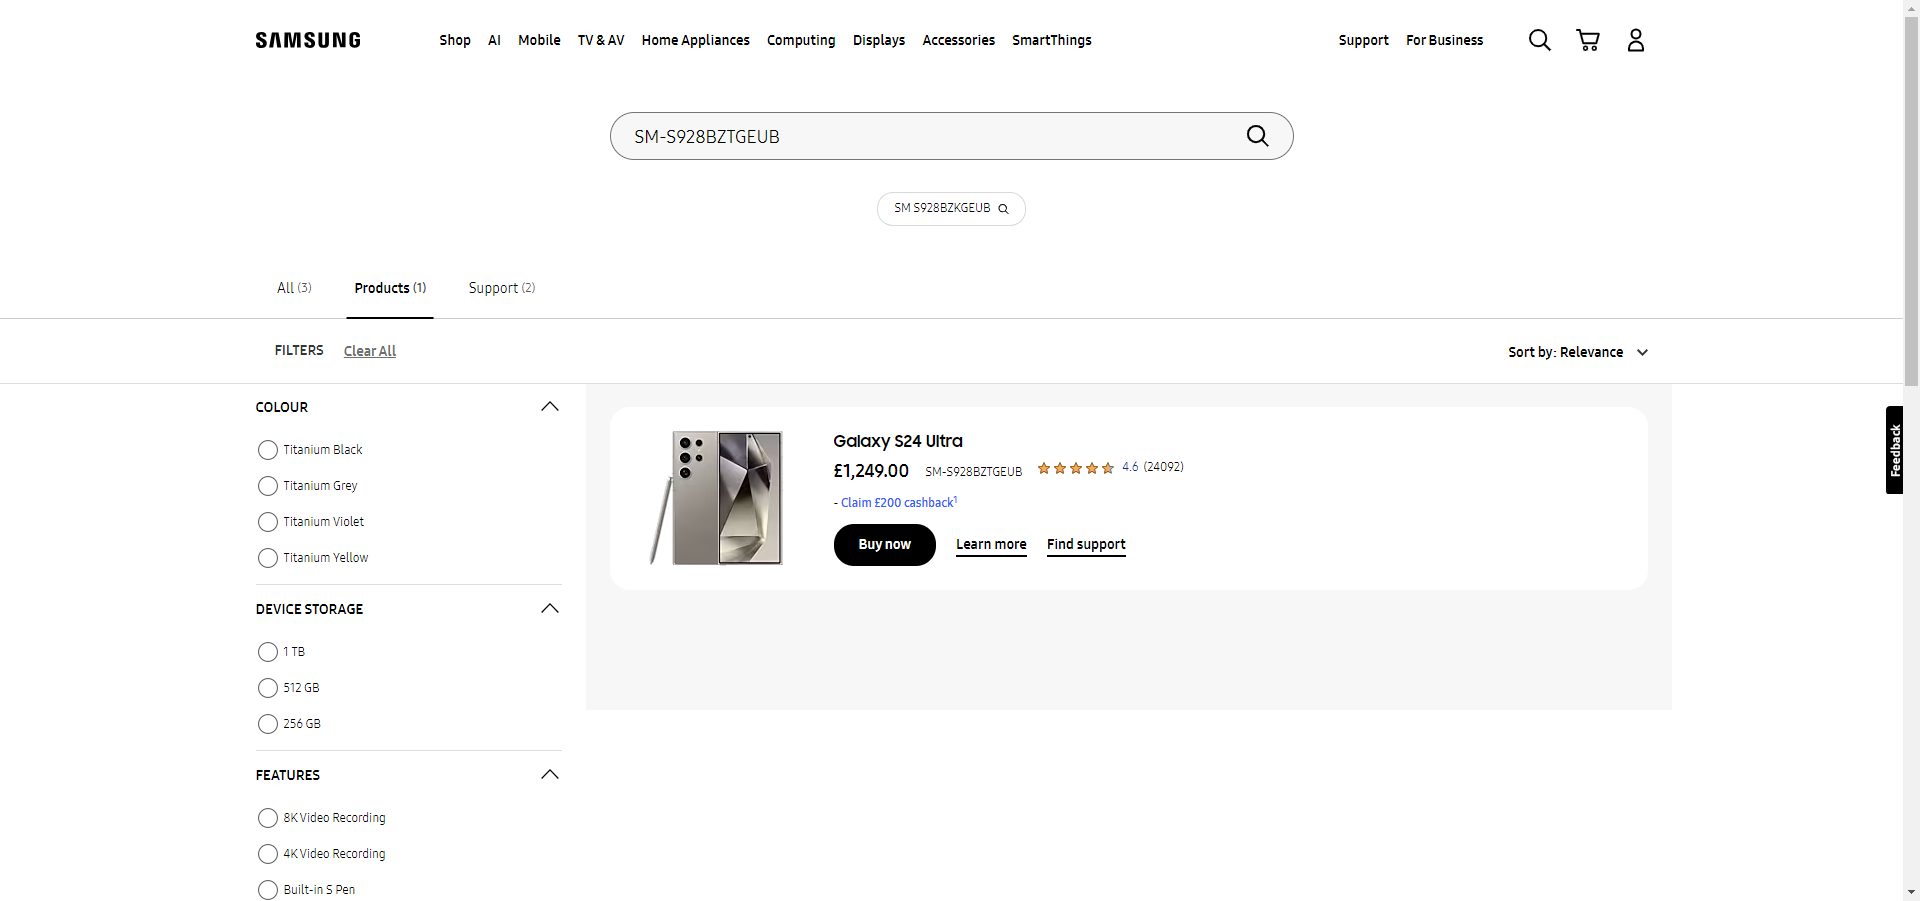 SAMSUNG
Shop AI Mobile TV & AV Home Appliances Computing Displays Accessories SmartThings
Support For Business
SM-S928BZTGEUB
SM S928BZKGEUB
All (3) Products (1) Support (2)
FILTERS Clear All
Sort by: Relevance
Feedback
COLOUR
Titanium Black
Titanium Grey
Titanium Violet
Titanium Yellow
DEVICE STORAGE
1 TB
512 GB
256 GB
FEATURES
8K Video Recording
4K Video Recording
Built-in S Pen
Galaxy S24 Ultra
£1,249.00 SM-S928BZTGEUB 4.6 (24092)
- Claim £200 cashback¹
Buy now Learn more Find support